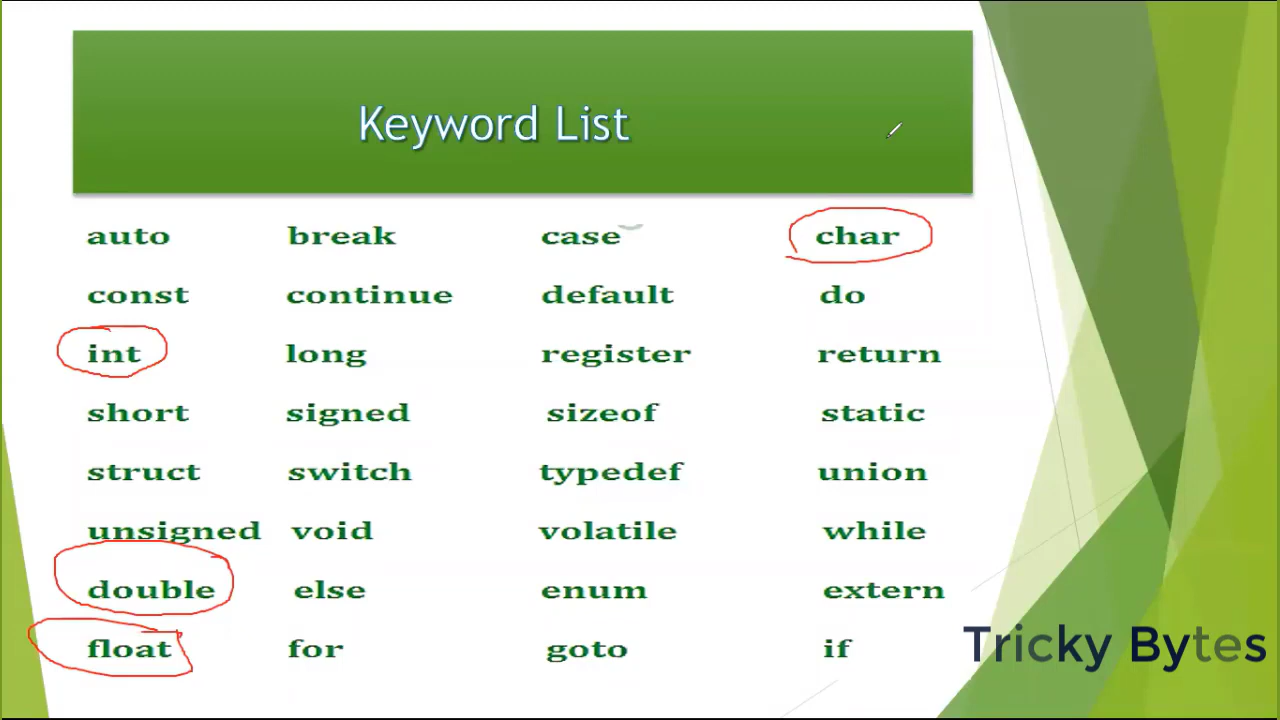 Keyword List
auto break case char
const continue default do
int long register return
short signed sizeof static
struct switch typedef union
unsigned void volatile while
double else enum extern
float for goto if
Tricky Bytes